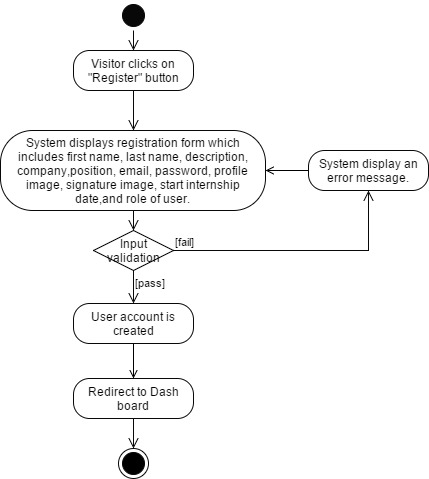 Visitor clicks on
"Register" button
System displays registration form which
includes first name, last name, description,
company,position, email, password, profile
image, signature image, start internship
date,and role of user.
System display an
error message.
Input
validation
[fail]
[pass]
User account is
created
Redirect to Dash
board